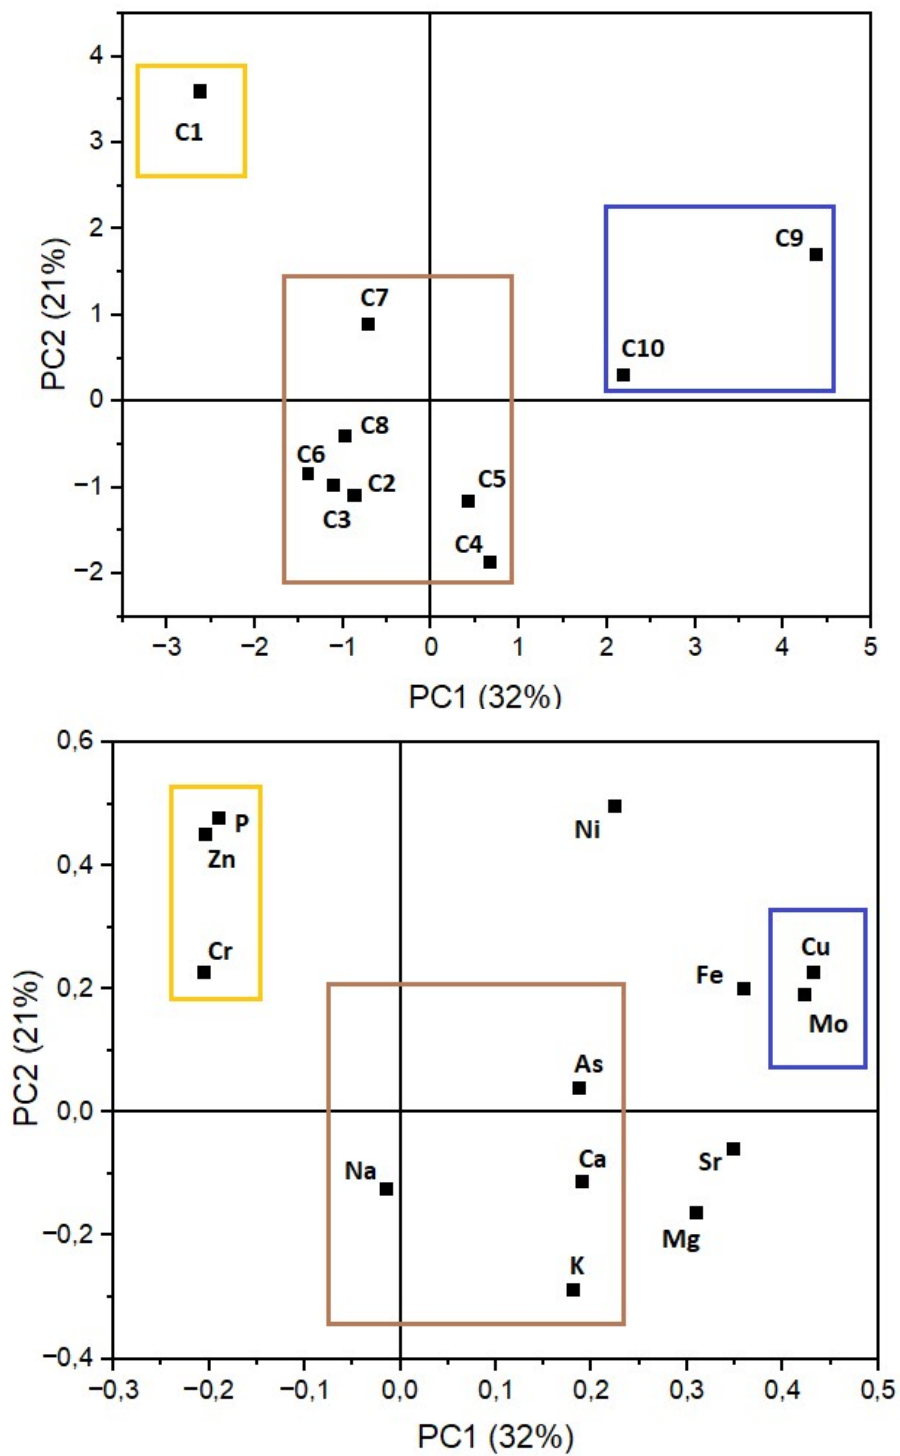 4
C1
3
2
C9
C7
1
C10
PC2 (21%)
0
C8
C6
C2
C5
−1
C3
C4
−2
−3 −2 −1 0 1 2 3 4 5
PC1 (32%)
0,6
P
Ni
Zn
0,4
Cr
Cu
Fe
0,2
Mo
PC2 (21%)
As
0,0
Na
Ca
Sr
−0,2
Mg
K
−0,4
−0,3 −0,2 −0,1 0,0 0,1 0,2 0,3 0,4 0,5
PC1 (32%)